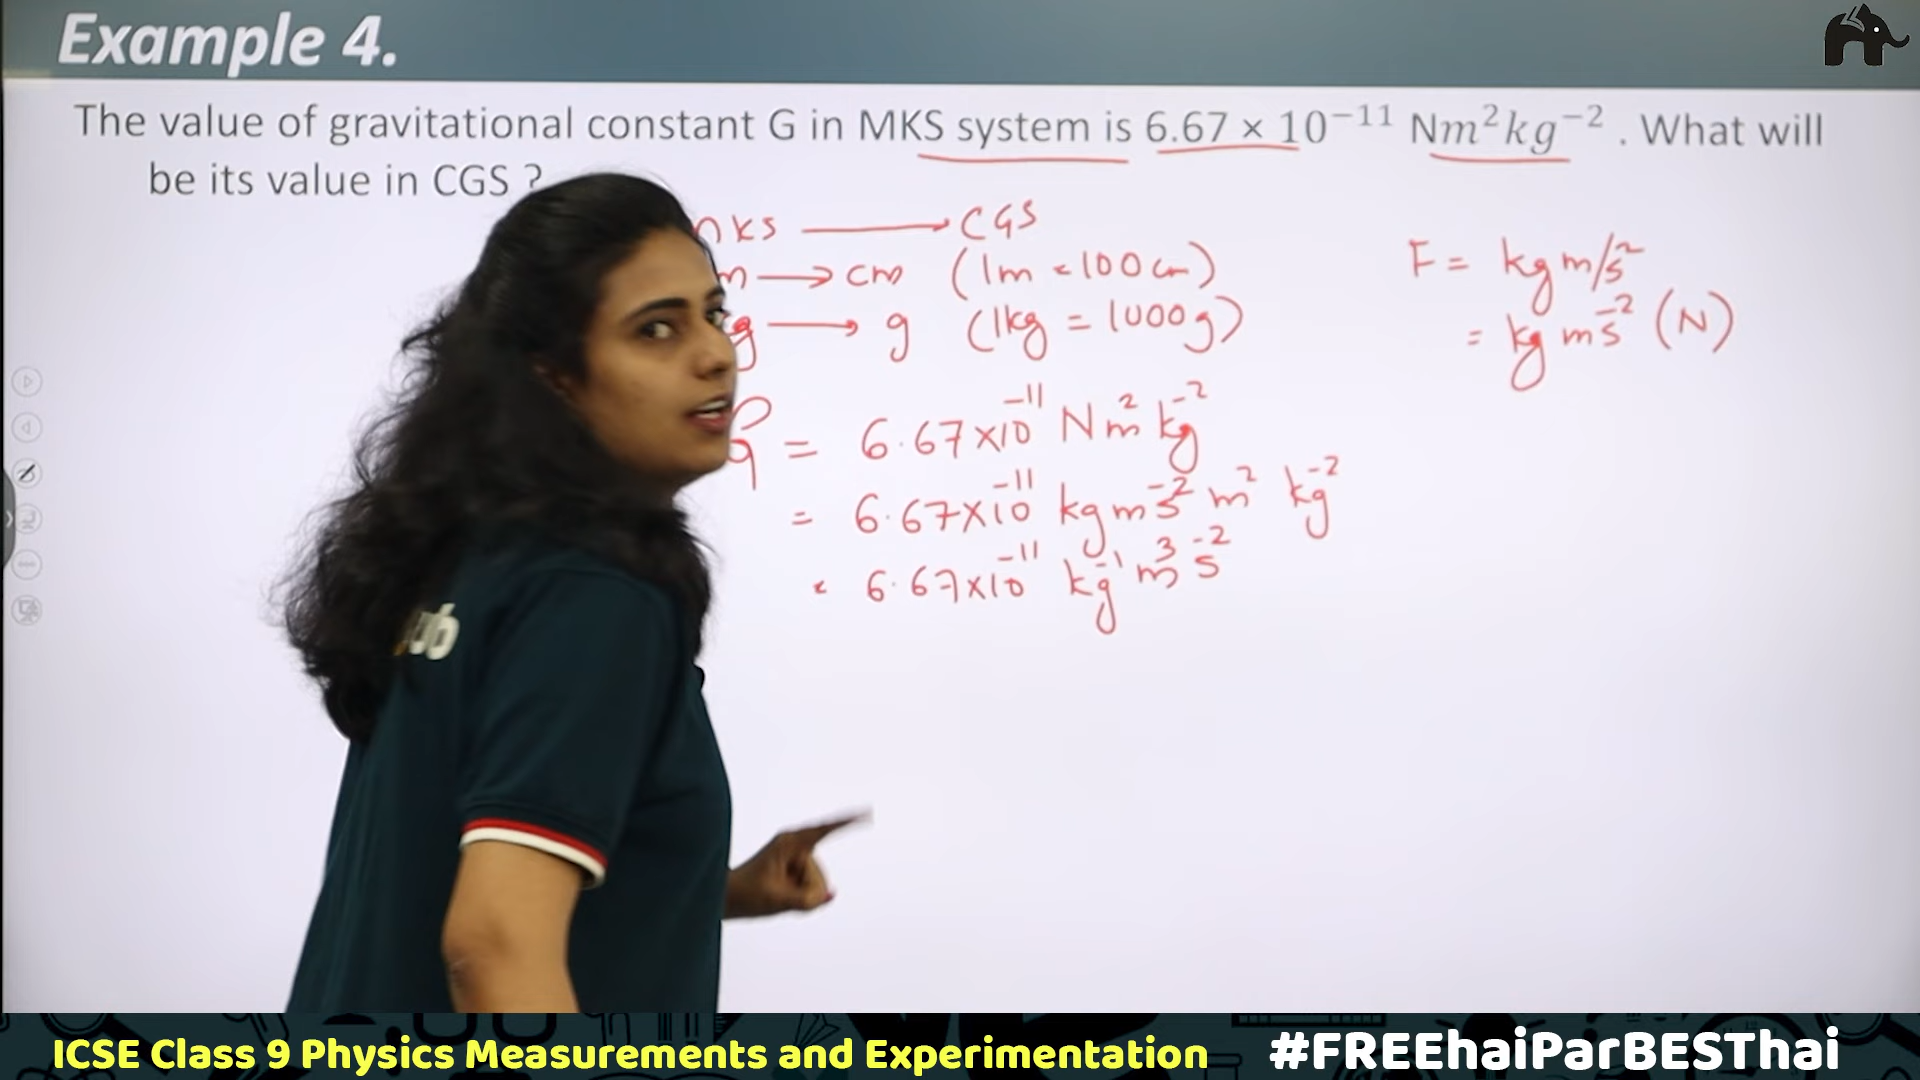 Example 4.
The value of gravitational constant G in MKS system is 6.67 × 10⁻¹¹ Nm²kg⁻² . What will
be its value in CGS ?
KS ⟶ CGS
m ⟶ cm (1m = 100 cm)
g ⟶ g (1kg = 1000g)
F = kg m/s²
= kg m s⁻² (N)
= 6.67×10⁻¹¹ N m² kg⁻²
= 6.67×10⁻¹¹ kg m s⁻² m² kg⁻²
= 6.67×10⁻¹¹ kg⁻¹ m³ s⁻²
ICSE Class 9 Physics Measurements and Experimentation #FREEhaiParBESThai